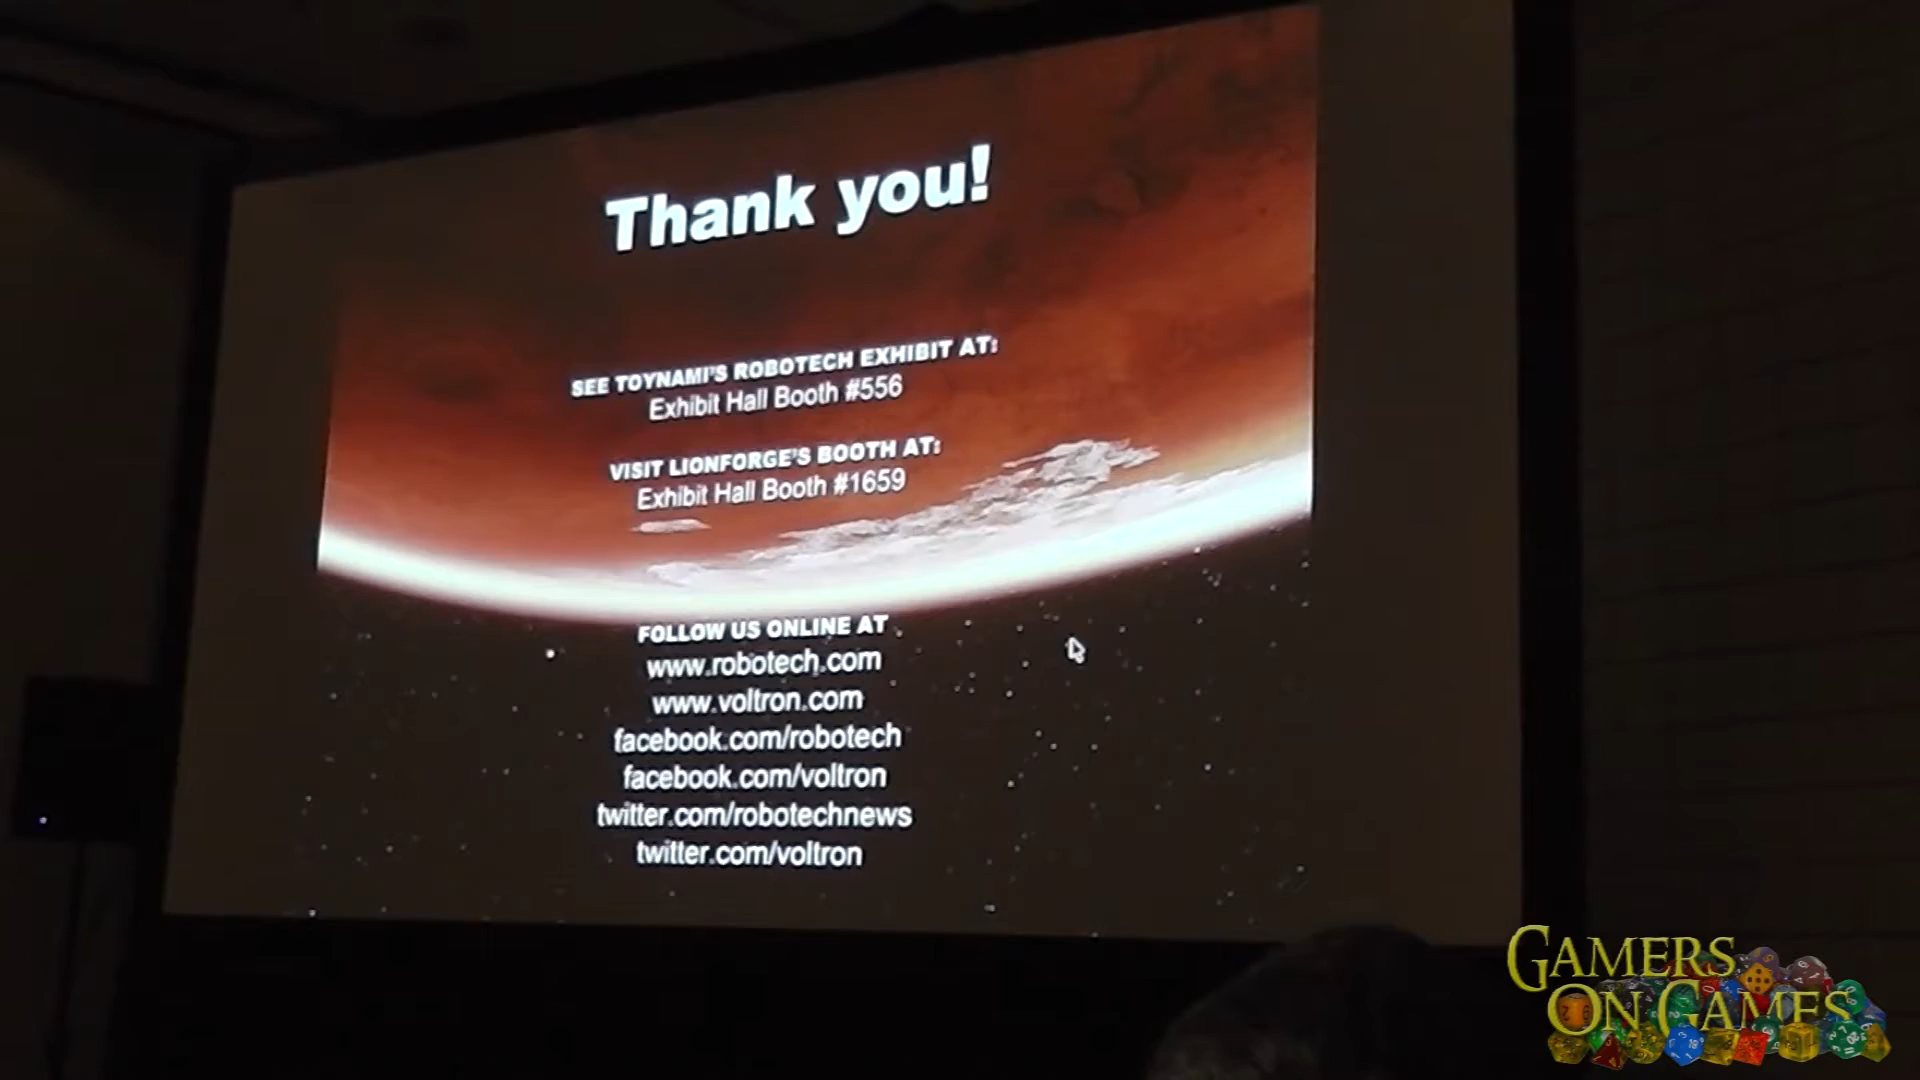 Thank you!
SEE TOYNAMI'S ROBOTECH EXHIBIT AT:
Exhibit Hall Booth #556
VISIT LIONFORGE'S BOOTH AT:
Exhibit Hall Booth #1659
FOLLOW US ONLINE AT
www.robotech.com
www.voltron.com
facebook.com/robotech
facebook.com/voltron
twitter.com/robotechnews
twitter.com/voltron
GAMERS
ON GAMES